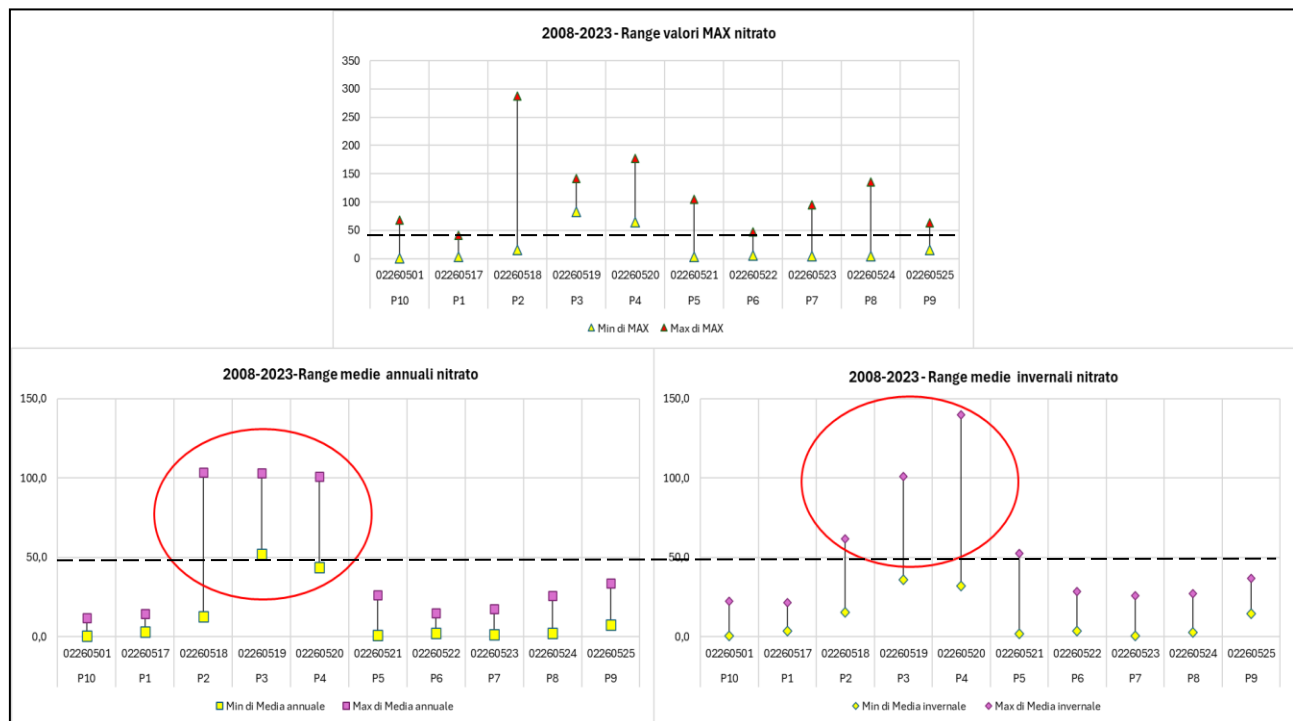 2008-2023 - Range valori MAX nitrato
350
300
250
200
150
100
50
0
02260501 02260517 02260518 02260519 02260520 02260521 02260522 02260523 02260524 02260525
P10 P1 P2 P3 P4 P5 P6 P7 P8 P9
Min di MAX Max di MAX
2008-2023-Range medie annuali nitrato
150,0
100,0
50,0
0,0
02260501 02260517 02260518 02260519 02260520 02260521 02260522 02260523 02260524 02260525
P10 P1 P2 P3 P4 P5 P6 P7 P8 P9
Min di Media annuale Max di Media annuale
2008-2023 - Range medie invernali nitrato
150,0
100,0
50,0
0,0
02260501 02260517 02260518 02260519 02260520 02260521 02260522 02260523 02260524 02260525
P10 P1 P2 P3 P4 P5 P6 P7 P8 P9
Min di Media invernale Max di Media invernale